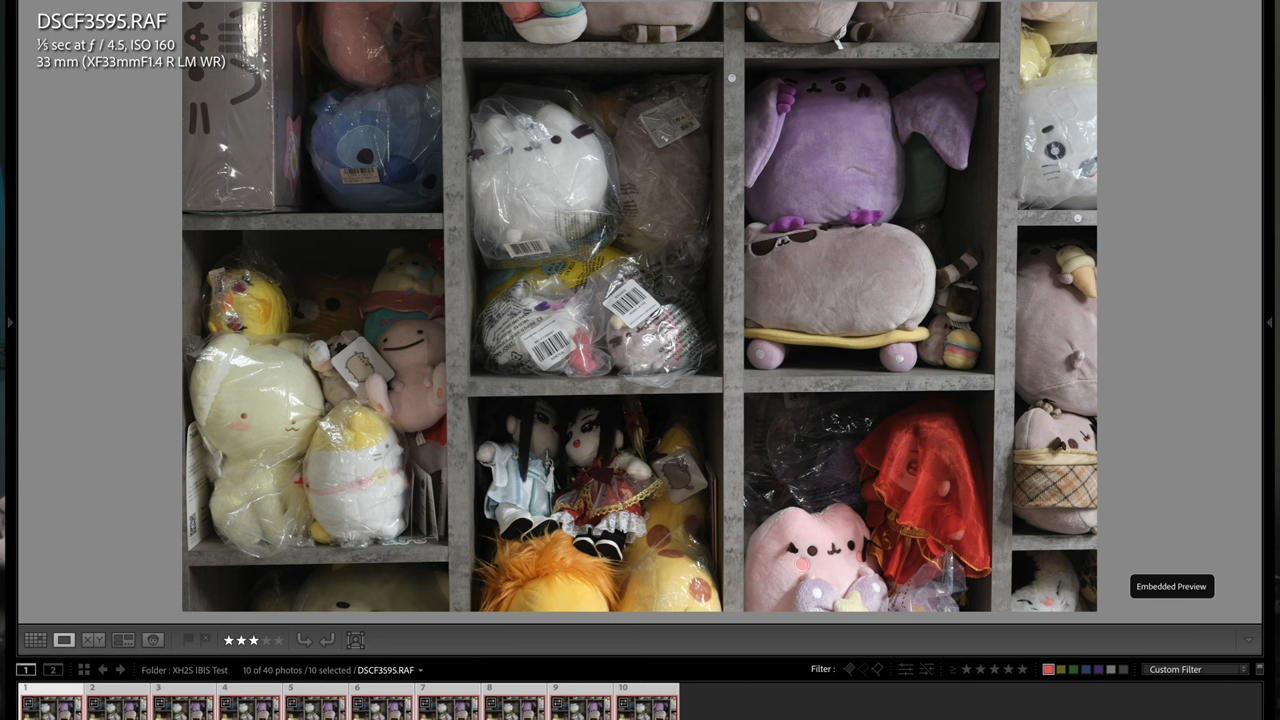 DSCF3595.RAF
⅕ sec at ƒ / 4.5, ISO 160
33 mm (XF33mmF1.4 R LM WR)
Embedded Preview
X Y
1 2 Folder : XH2S IBIS Test 10 of 40 photos /10 selected / DSCF3595.RAF
Filter : ≥ Custom Filter
1 2 3 4 5 6 7 8 9 10